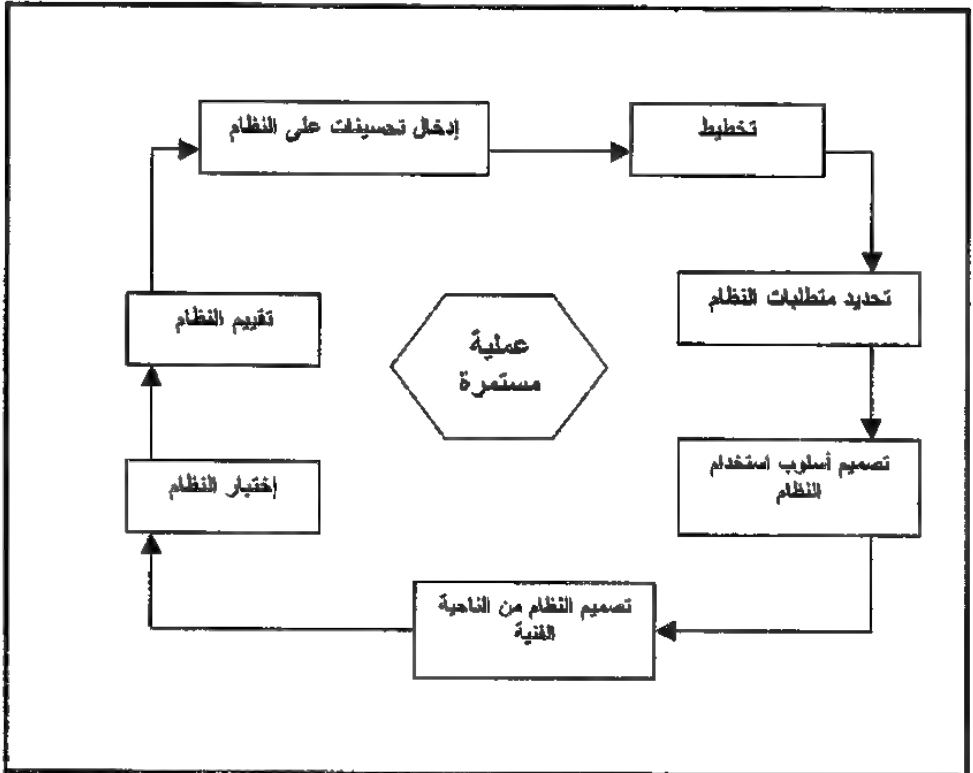 تخطيط
تحديد متطلبات النظام
تصميم أسلوب استخدام
النظام
تصميم النظام من الناحية
الفنية
إختبار النظام
تقييم النظام
إدخال تحسينات على النظام
عملية
مستمرة